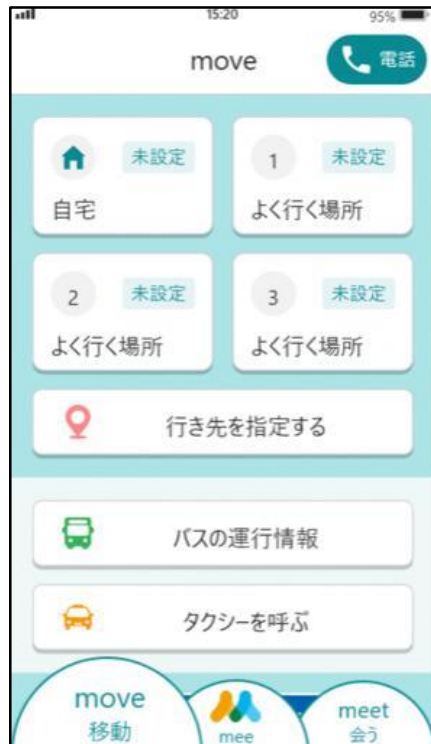 15:20
95%
move
電話
未設定
自宅
1
未設定
よく行く場所
2
未設定
よく行く場所
3
未設定
よく行く場所
行き先を指定する
バスの運行情報
タクシーを呼ぶ
move
移動
mee
meet
会う